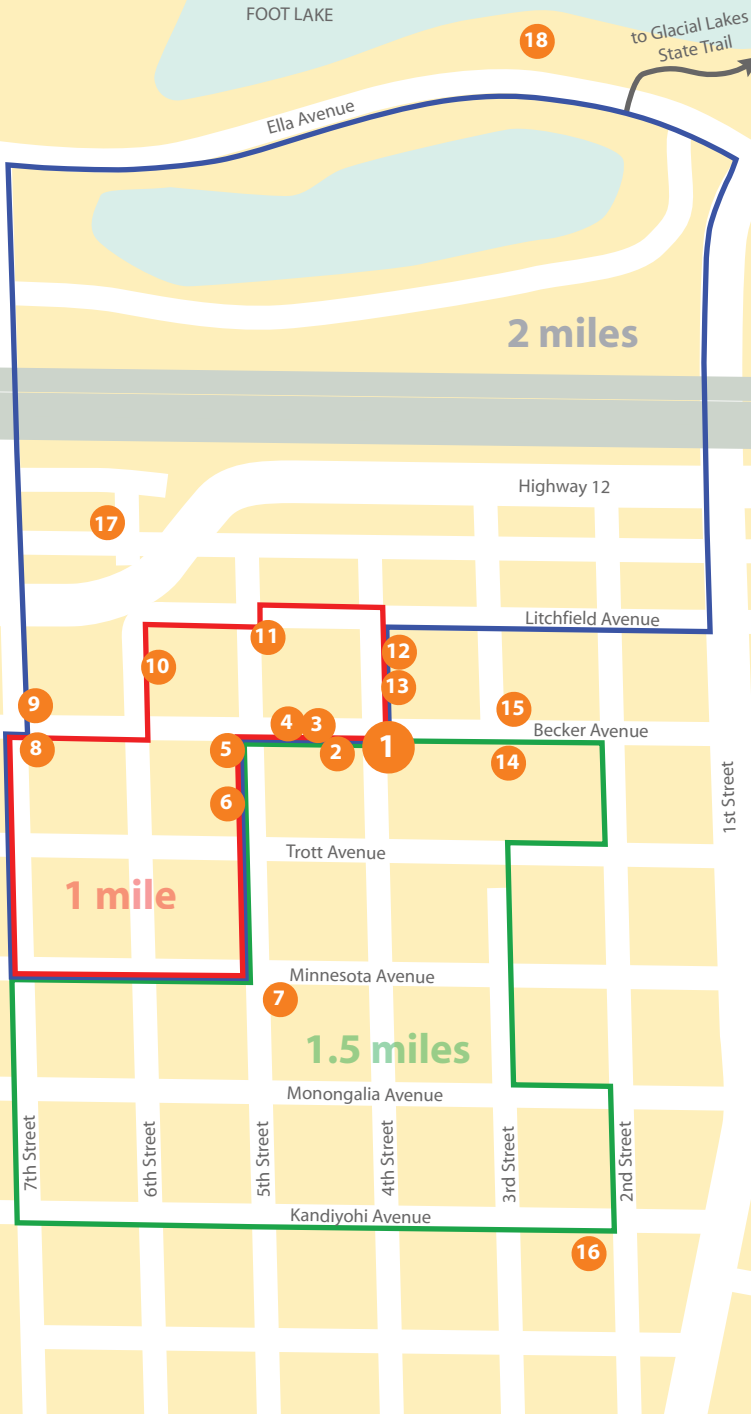 FOOT LAKE
18
to Glacial Lakes
State Trail
Ella Avenue
2 miles
Highway 12
17
Litchfield Avenue
11
12
10
13
9
15
4
3
Becker Avenue
8
5
2
1
14
6
1st Street
Trott Avenue
1 mile
Minnesota Avenue
7
1.5 miles
Monongalia Avenue
7th Street
6th Street
5th Street
4th Street
3rd Street
2nd Street
Kandiyohi Avenue
16